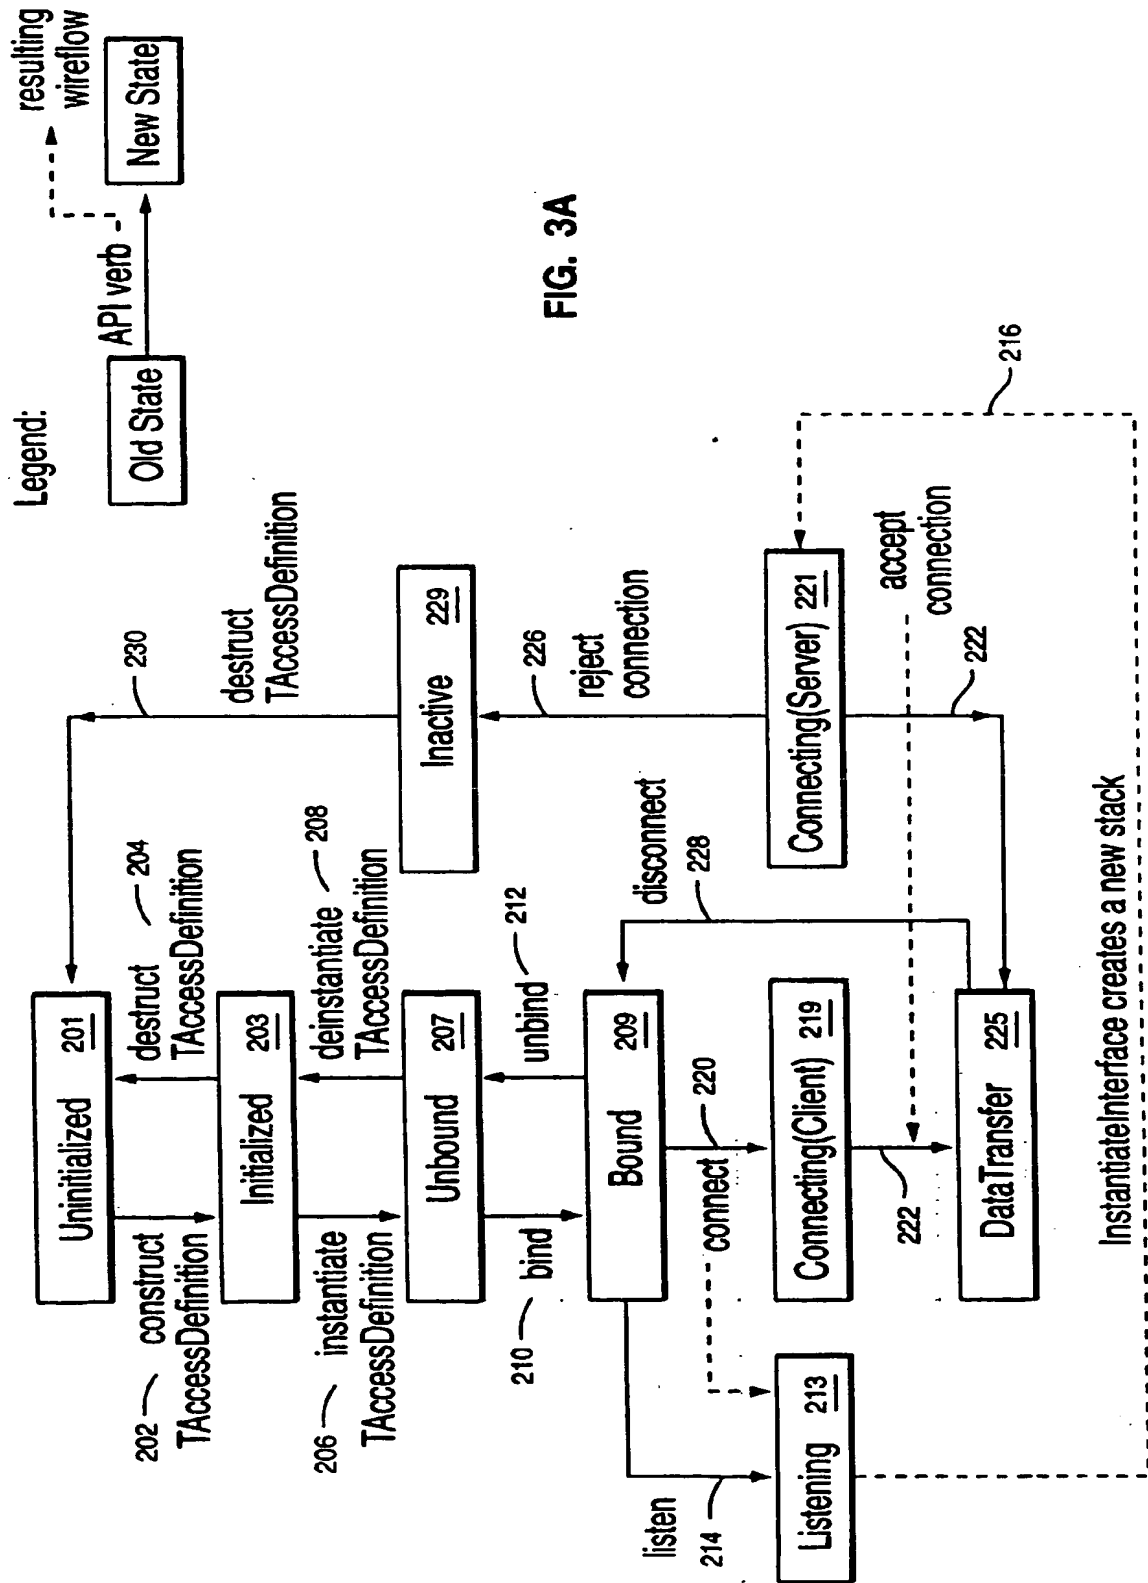 Legend:
Old State
API verb
New State
resulting
wireflow
FIG. 3A
Uninitialized 201
202 construct
TAccessDefinition
destruct 204
TAccessDefinition
230
destruct
TAccessDefinition
Initialized 203
206 instantiate
TAccessDefinition
deinstantiate 208
TAccessDefinition
Unbound 207
Inactive 229
210 bind
unbind 212
226
reject
connection
Bound 209
listen
214
connect 220
disconnect
228
Listening 213
Connecting(Client) 219
Connecting(Server) 221
222
222
accept
connection
216
DataTransfer 225
InstantiateInterface creates a new stack